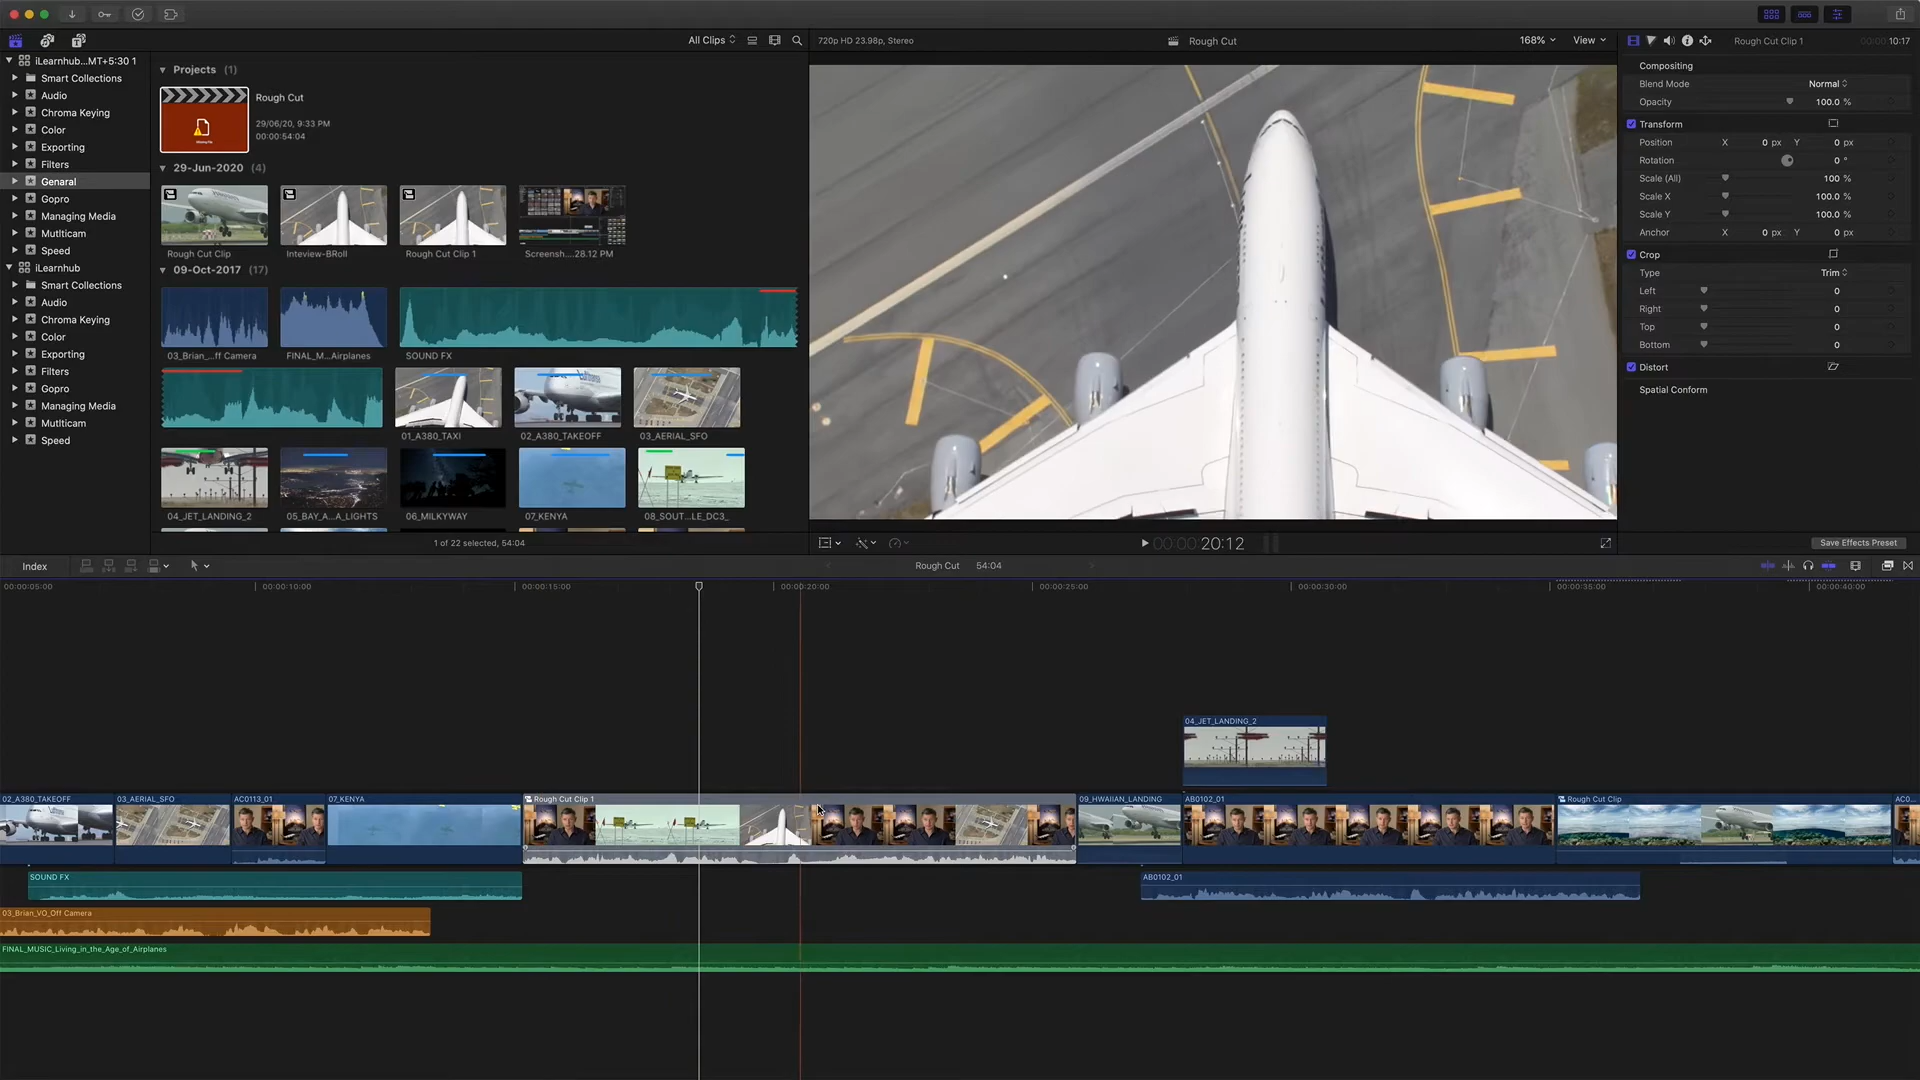 All Clips
720p HD 23.98p, Stereo
Rough Cut
168%
View
Rough Cut Clip 1
00:00:10:17
iLearnhub...MT+5:30 1
Smart Collections
Audio
Chroma Keying
Color
Exporting
Filters
Genaral
Gopro
Managing Media
Mutlticam
Speed
iLearnhub
Smart Collections
Audio
Chroma Keying
Color
Exporting
Filters
Gopro
Managing Media
Mutlticam
Speed
Projects (1)
Rough Cut
29/06/20, 9:33 PM
00:00:54:04
29-Jun-2020 (4)
Rough Cut Clip
Inteview-BRoll
Rough Cut Clip 1
Screensh....28.12 PM
09-Oct-2017 (17)
03_Brian_...ff Camera
FINAL_M...Airplanes
SOUND FX
01_A380_TAXI
02_A380_TAKEOFF
03_AERIAL_SFO
04_JET_LANDING_2
05_BAY_A...A_LIGHTS
06_MILKYWAY
07_KENYA
08_SOUT...LE_DC3_
1 of 22 selected, 54:04
00:00:20:12
Compositing
Blend Mode Normal
Opacity 100.0 %
Transform
Position X 0 px Y 0 px
Rotation 0 °
Scale (All) 100 %
Scale X 100.0 %
Scale Y 100.0 %
Anchor X 0 px Y 0 px
Crop
Type Trim
Left 0
Right 0
Top 0
Bottom 0
Distort
Spatial Conform
Save Effects Preset
Index
Rough Cut 54:04
00:00:05:00
00:00:10:00
00:00:15:00
00:00:20:00
00:00:25:00
00:00:30:00
00:00:35:00
00:00:40:00
04_JET_LANDING_2
02_A380_TAKEOFF
03_AERIAL_SFO
AC0113_01
07_KENYA
Rough Cut Clip 1
09_HWAIIAN_LANDING
AB0102_01
Rough Cut Clip
AC0...
SOUND FX
AB0102_01
03_Brian_VO_Off Camera
FINAL_MUSIC_Living_in_the_Age_of_Airplanes